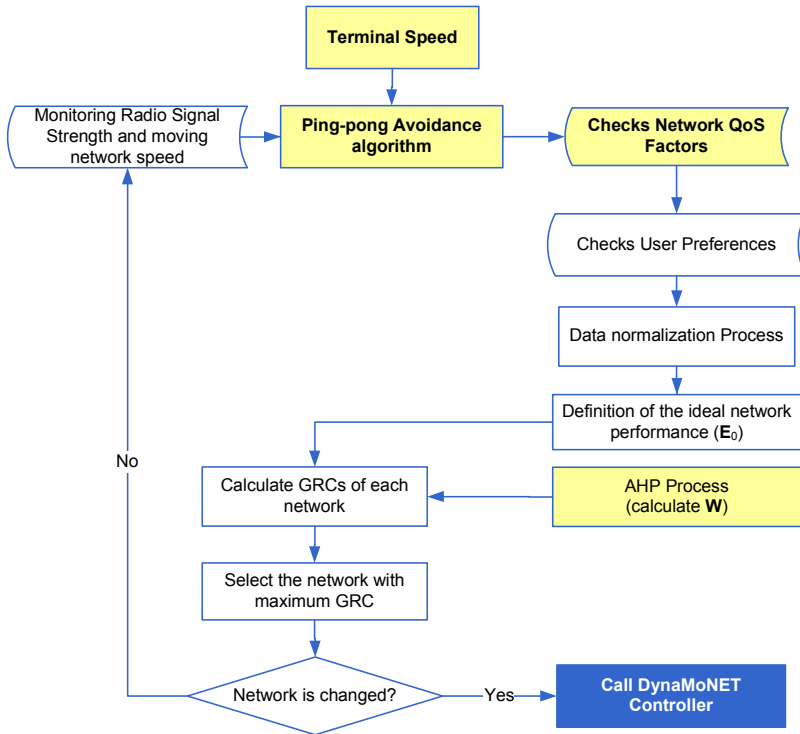 Terminal Speed
Monitoring Radio Signal
Strength and moving
network speed
Ping-pong Avoidance
algorithm
Checks Network QoS
Factors
Checks User Preferences
Data normalization Process
Definition of the ideal network
performance (E₀)
No
Calculate GRCs of each
network
AHP Process
(calculate W)
Select the network with
maximum GRC
Network is changed?
Yes
Call DynaMoNET
Controller